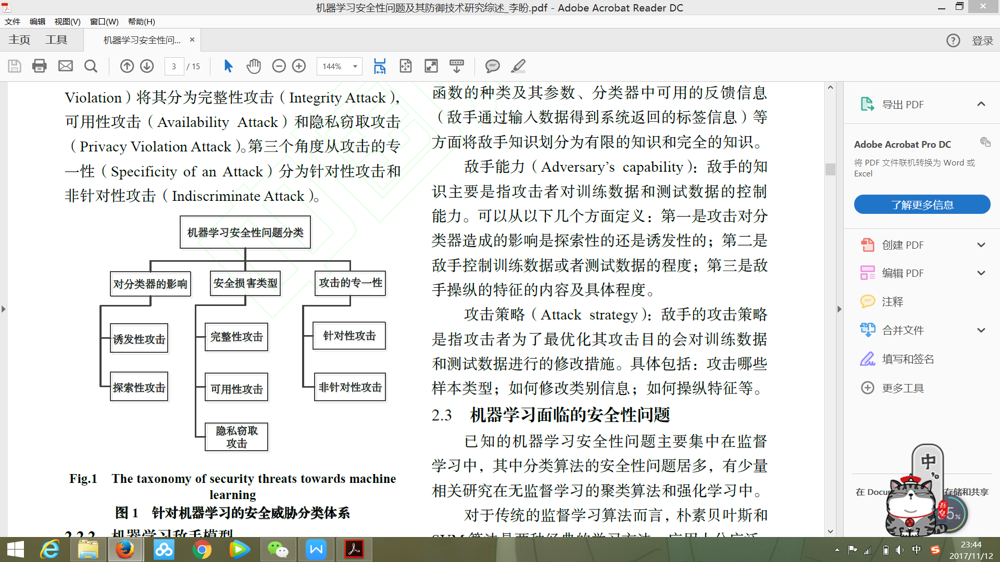 机器学习安全性问题及其防御技术研究综述_李盼.pdf - Adobe Acrobat Reader DC
文件 编辑 视图(V) 窗口(W) 帮助(H)
主页 工具 机器学习安全性问... × 登录
3 / 15 144%
Violation）将其分为完整性攻击（Integrity Attack），
可用性攻击（Availability Attack）和隐私窃取攻击
（Privacy Violation Attack）。第三个角度从攻击的专
一性（Specificity of an Attack）分为针对性攻击和
非针对性攻击（Indiscriminate Attack）。
机器学习安全性问题分类
对分类器的影响 安全损害类型 攻击的专一性
诱发性攻击 完整性攻击 针对性攻击
探索性攻击 可用性攻击 非针对性攻击
隐私窃取
攻击
Fig.1 The taxonomy of security threats towards machine
learning
图 1 针对机器学习的安全威胁分类体系
2.2.2 机器学习敌手模型
函数的种类及其参数、分类器中可用的反馈信息
（敌手通过输入数据得到系统返回的标签信息）等
方面将敌手知识划分为有限的知识和完全的知识。
敌手能力（Adversary's capability）：敌手的知
识主要是指攻击者对训练数据和测试数据的控制
能力。可以从以下几个方面定义：第一是攻击对分
类器造成的影响是探索性的还是诱发性的；第二是
敌手控制训练数据或者测试数据的程度；第三是敌
手操纵的特征的内容及具体程度。
攻击策略（Attack strategy）：敌手的攻击策略
是指攻击者为了最优化其攻击目的会对训练数据
和测试数据进行的修改措施。具体包括：攻击哪些
样本类型；如何修改类别信息；如何操纵特征等。
2.3 机器学习面临的安全性问题
已知的机器学习安全性问题主要集中在监督
学习中，其中分类算法的安全性问题居多，有少量
相关研究在无监督学习的聚类算法和强化学习中。
对于传统的监督学习算法而言，朴素贝叶斯和
SVM 算法是两种经典的学习方法，应用十分广泛，
导出 PDF
Adobe Acrobat Pro DC
将 PDF 文件联机转换为 Word 或
Excel
了解更多信息
创建 PDF
编辑 PDF
注释
合并文件
填写和签名
更多工具
中
在 Docu 存储和共享
吾皇
5%
中
23:44
2017/11/12